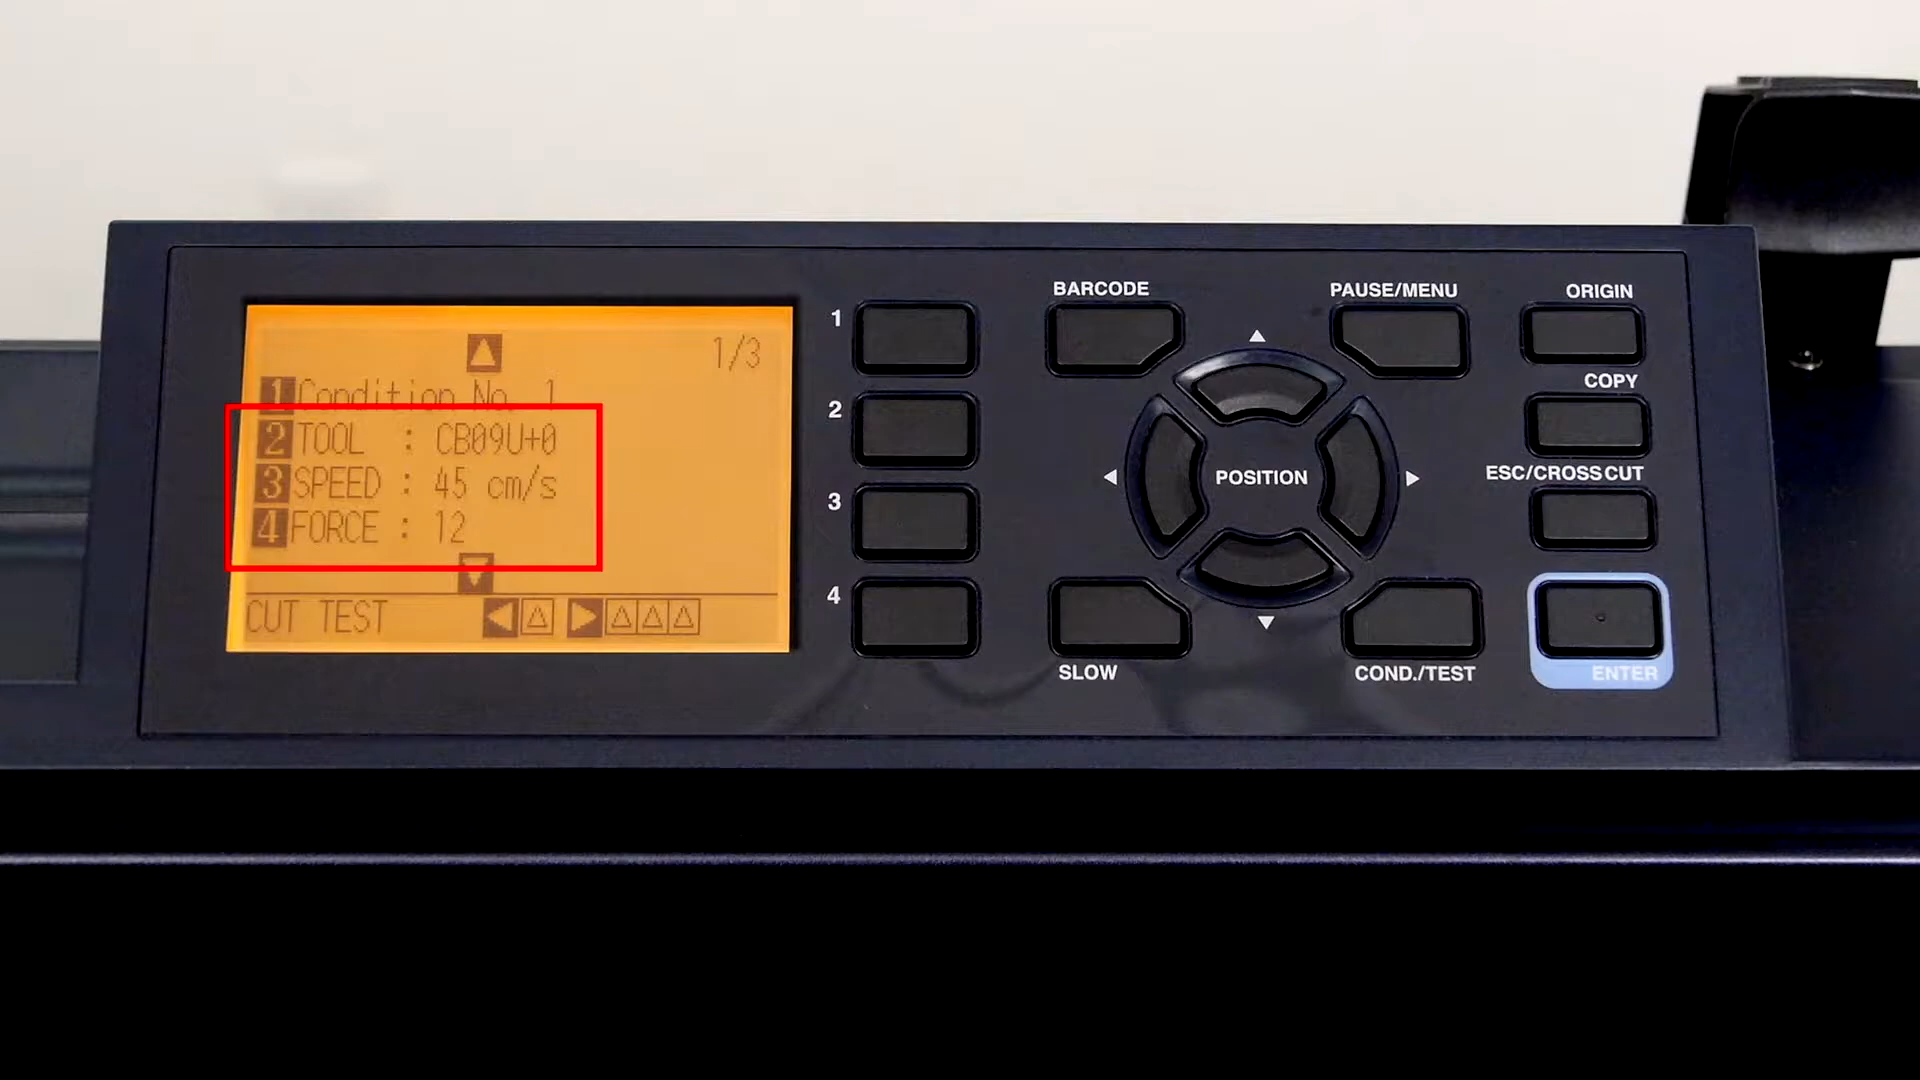 1/3
1 Condition No. 1
2 TOOL : CB09U+0
3 SPEED : 45 cm/s
4 FORCE : 12
CUT TEST
1
2
3
4
BARCODE
PAUSE/MENU
ORIGIN
COPY
POSITION
ESC/CROSS CUT
SLOW
COND./TEST
ENTER